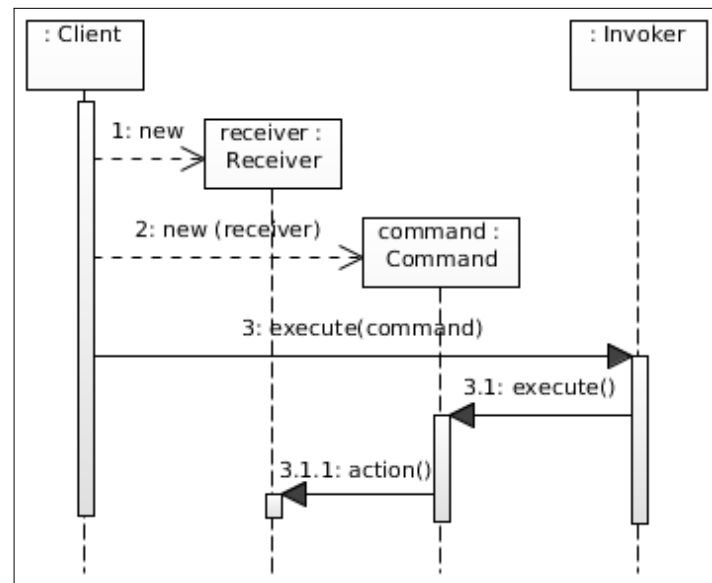 : Client
: Invoker
1: new
receiver :
Receiver
2: new (receiver)
command :
Command
3: execute(command)
3.1: execute()
3.1.1: action()